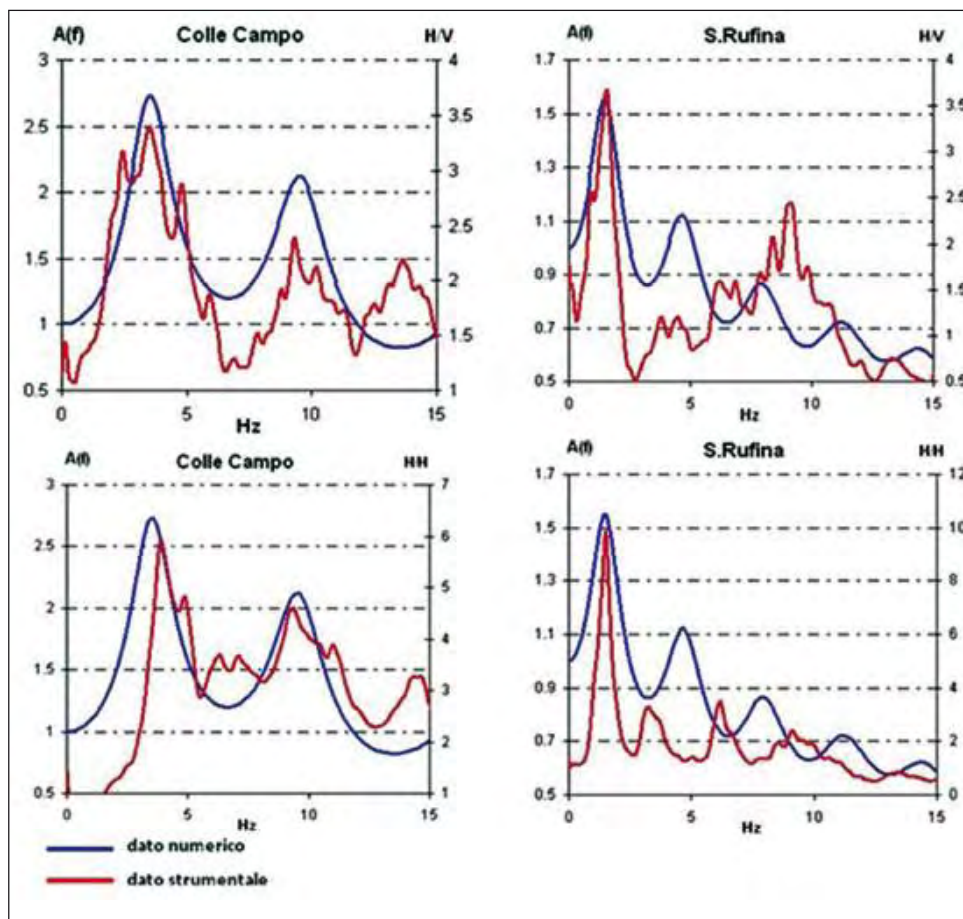 A(f) Colle Campo H/V
3 4
2.5 3.5
2 3
1.5 2.5
1 2
0.5 1.5
1
0 5 10 15
Hz
A(f) S.Rufina H/V
1.7 4
1.5 3.5
1.3 3
1.1 2.5
0.9 2
0.7 1.5
0.5 1
0.5
0 5 10 15
Hz
A(f) Colle Campo H/H
3 7
2.5 6
2 5
1.5 4
1 3
0.5 2
1
0 5 10 15
Hz
A(f) S.Rufina H/H
1.7 12
1.5 10
1.3 8
1.1 6
0.9 4
0.7 2
0.5 0
0 5 10 15
Hz
dato numerico
dato strumentale